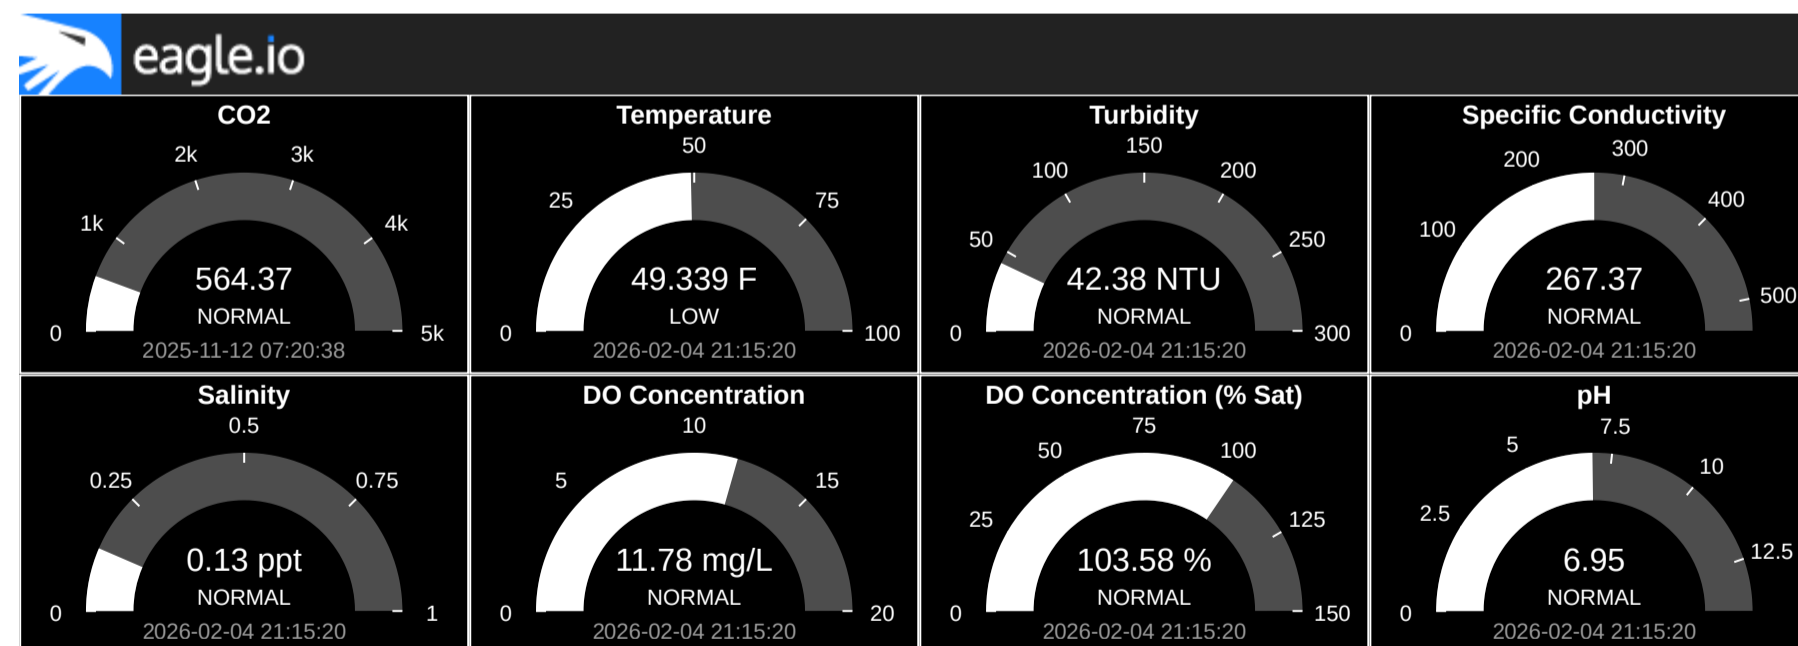 eagle.io
CO2
0
1k
2k
3k
4k
5k
564.37
NORMAL
2025-11-12 07:20:38
Temperature
0
25
50
75
100
49.339 F
LOW
2026-02-04 21:15:20
Turbidity
0
50
100
150
200
250
300
42.38 NTU
NORMAL
2026-02-04 21:15:20
Specific Conductivity
0
100
200
300
400
500
267.37
NORMAL
2026-02-04 21:15:20
Salinity
0
0.25
0.5
0.75
1
0.13 ppt
NORMAL
2026-02-04 21:15:20
DO Concentration
0
5
10
15
20
11.78 mg/L
NORMAL
2026-02-04 21:15:20
DO Concentration (% Sat)
0
25
50
75
100
125
150
103.58 %
NORMAL
2026-02-04 21:15:20
pH
0
2.5
5
7.5
10
12.5
6.95
NORMAL
2026-02-04 21:15:20